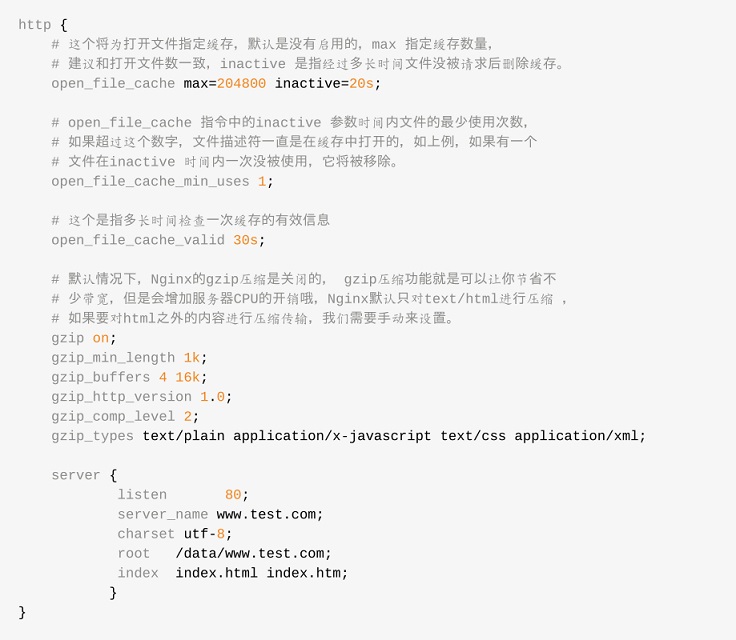 http {
    # 这个将为打开文件指定缓存，默认是没有启用的，max 指定缓存数量，
    # 建议和打开文件数一致，inactive 是指经过多长时间文件没被请求后删除缓存。
    open_file_cache max=204800 inactive=20s;
    # open_file_cache 指令中的inactive 参数时间内文件的最少使用次数，
    # 如果超过这个数字，文件描述符一直是在缓存中打开的，如上例，如果有一个
    # 文件在inactive 时间内一次没被使用，它将被移除。
    open_file_cache_min_uses 1;
    # 这个是指多长时间检查一次缓存的有效信息
    open_file_cache_valid 30s;
    # 默认情况下，Nginx的gzip压缩是关闭的， gzip压缩功能就是可以让你节省不
    # 少带宽，但是会增加服务器CPU的开销哦，Nginx默认只对text/html进行压缩 ，
    # 如果要对html之外的内容进行压缩传输，我们需要手动来设置。
    gzip on;
    gzip_min_length 1k;
    gzip_buffers 4 16k;
    gzip_http_version 1.0;
    gzip_comp_level 2;
    gzip_types text/plain application/x-javascript text/css application/xml;
    server {
            listen       80;
            server_name www.test.com;
            charset utf-8;
            root   /data/www.test.com;
            index  index.html index.htm;
           }
}